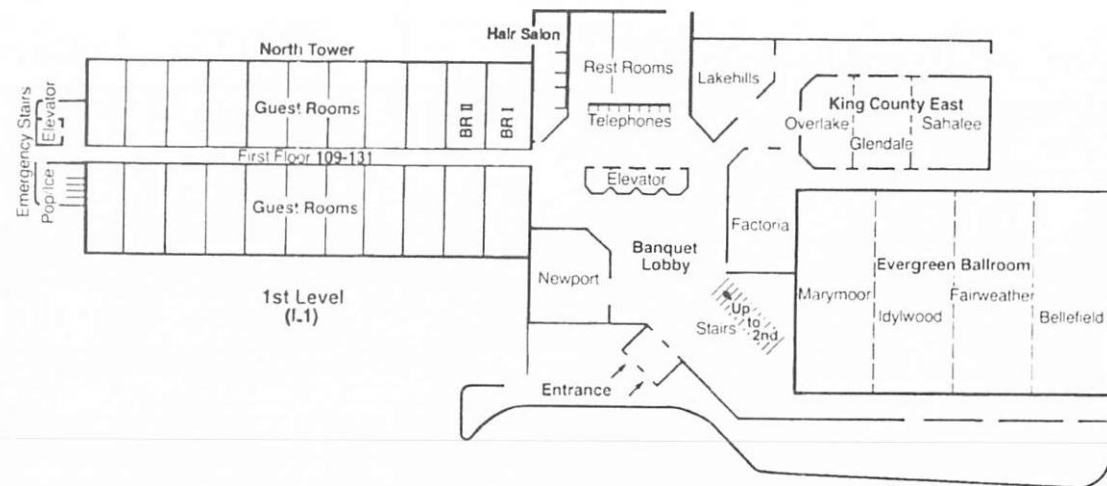 Hair Salon
North Tower
Rest Rooms
Lakehills
Guest Rooms
BR II
BR I
Telephones
King County East
Overlake
Sahalee
Glendale
Emergency Stairs
Elevator
First Floor 109-131
Pop/Ice
Guest Rooms
Elevator
Factoria
Banquet
Lobby
Newport
Evergreen Ballroom
Marymoor
Fairweather
Idylwood
Bellefield
1st Level
(L1)
Up
to
2nd
Stairs
Entrance